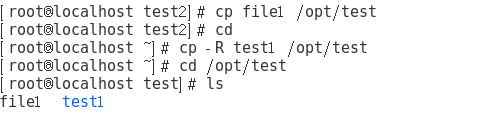 [root@localhost test2]# cp file1 /opt/test
[root@localhost test2]# cd
[root@localhost ~]# cp -R test1 /opt/test
[root@localhost ~]# cd /opt/test
[root@localhost test]# ls
file1  test1